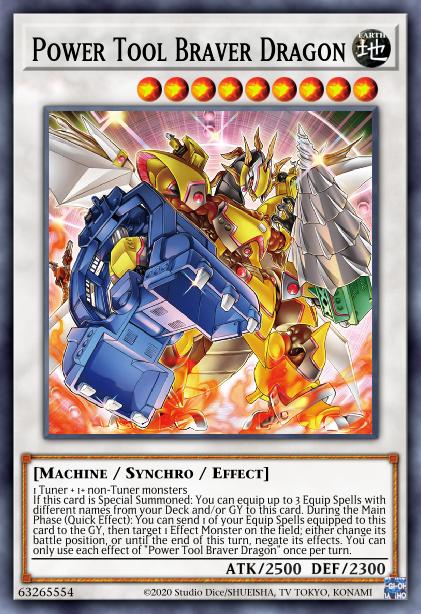 POWER TOOL BRAVER DRAGON
EARTH
地
[MACHINE / SYNCHRO / EFFECT]
1 Tuner + 1+ non-Tuner monsters
If this card is Special Summoned: You can equip up to 3 Equip Spells with
different names from your Deck and/or GY to this card. During the Main
Phase (Quick Effect): You can send 1 of your Equip Spells equipped to this
card to the GY, then target 1 Effect Monster on the field; either change its
battle position, or until the end of this turn, negate its effects. You can
only use each effect of "Power Tool Braver Dragon" once per turn.
ATK/2500 DEF/2300
63265554
©2020 Studio Dice/SHUEISHA, TV TOKYO, KONAMI